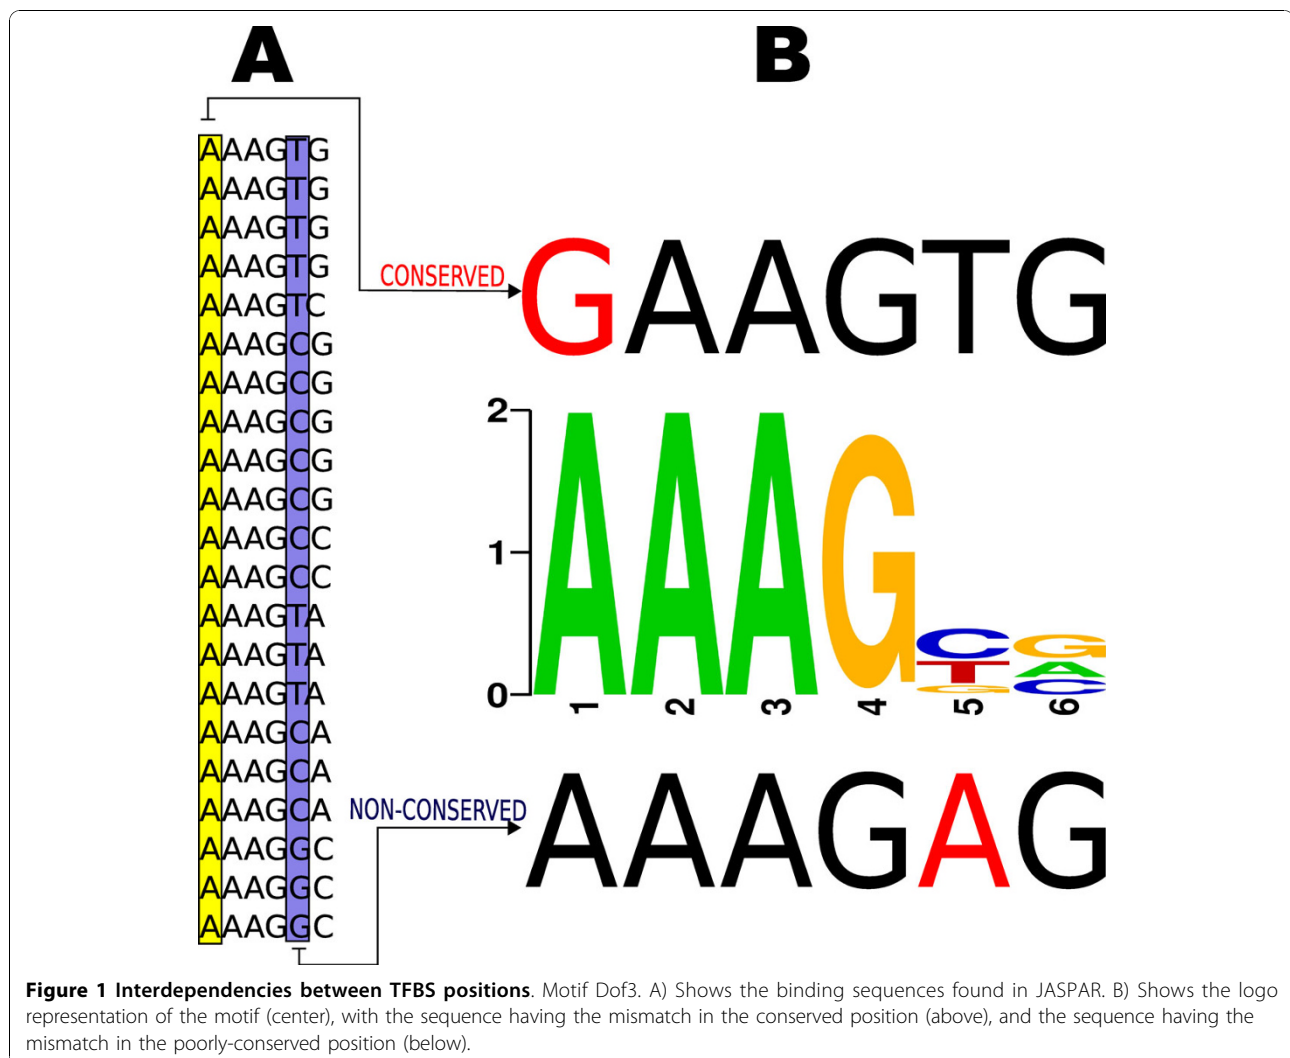 A
B
AAAGTG
AAAGTG
AAAGTG
AAAGTG
AAAGTC
AAAGCG
AAAGCG
AAAGCG
AAAGCG
AAAGCG
AAAGCC
AAAGCC
AAAGTA
AAAGTA
AAAGTA
AAAGCA
AAAGCA
AAAGCA
AAAGGC
AAAGGC
AAAGGC
CONSERVED
GAAGTG
2
1
0
AAAG
C
T
G
G
A
C
1 2 3 4 5 6
NON-CONSERVED
AAAGAG
Figure 1 Interdependencies between TFBS positions. Motif Dof3. A) Shows the binding sequences found in JASPAR. B) Shows the logo
representation of the motif (center), with the sequence having the mismatch in the conserved position (above), and the sequence having the
mismatch in the poorly-conserved position (below).